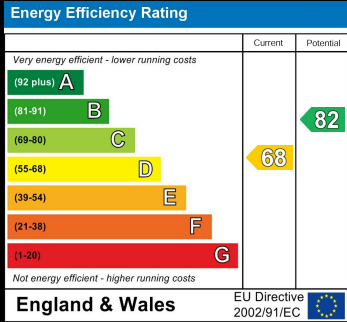 Energy Efficiency Rating
Current Potential
Very energy efficient - lower running costs
(92 plus) A
(81-91) B
82
(69-80) C
(55-68) D
68
(39-54) E
(21-38) F
(1-20) G
Not energy efficient - higher running costs
England & Wales
EU Directive
2002/91/EC